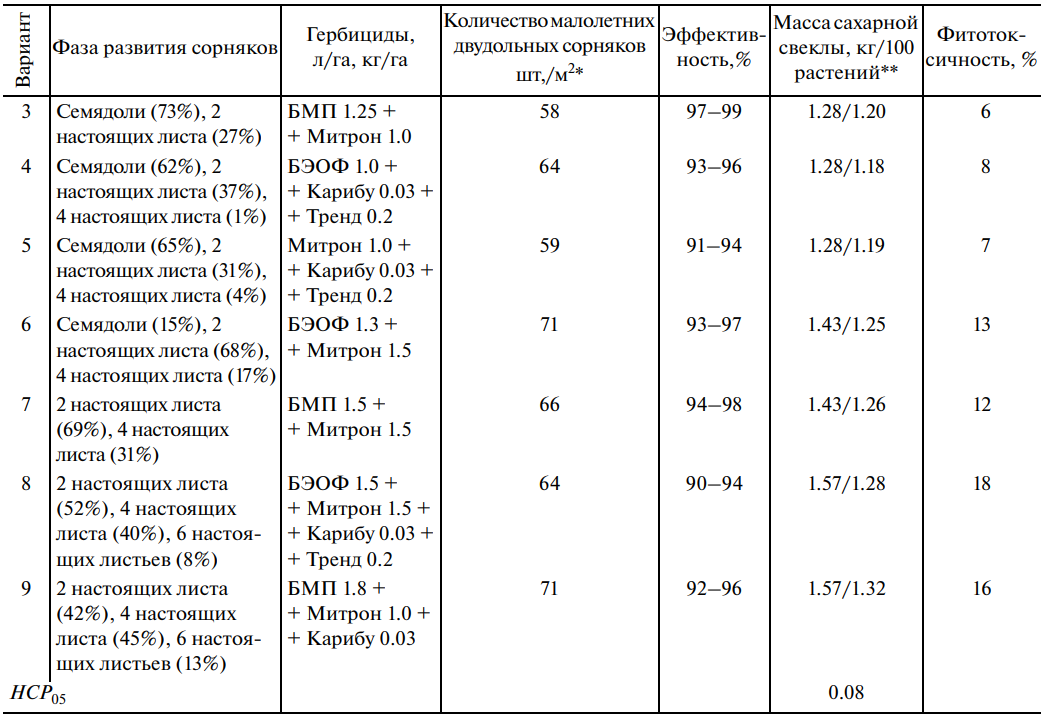 Вариант
Фаза развития сорняков
Гербициды,
л/га, кг/га
Количество малолетних
двудольных сорняков
шт,/м²*
Эффектив-
ность,%
Масса сахарной
свеклы, кг/100
растений**
Фитоток-
сичность, %
3 Семядоли (73%), 2 БМП 1.25 + 58 97–99 1.28/1.20 6
настоящих листа (27%) + Митрон 1.0
4 Семядоли (62%), 2 БЭОФ 1.0 + 64 93–96 1.28/1.18 8
настоящих листа (37%), + Карибу 0.03 +
4 настоящих листа (1%) + Тренд 0.2
5 Семядоли (65%), 2 Митрон 1.0 + 59 91–94 1.28/1.19 7
настоящих листа (31%), + Карибу 0.03 +
4 настоящих листа (4%) + Тренд 0.2
6 Семядоли (15%), 2 БЭОФ 1.3 + 71 93–97 1.43/1.25 13
настоящих листа (68%), + Митрон 1.5
4 настоящих листа (17%)
7 2 настоящих листа БМП 1.5 + 66 94–98 1.43/1.26 12
(69%), 4 настоящих + Митрон 1.5
листа (31%)
8 2 настоящих листа БЭОФ 1.5 + 64 90–94 1.57/1.28 18
(52%), 4 настоящих + Митрон 1.5 +
листа (40%), 6 настоя- + Карибу 0.03 +
щих листьев (8%) + Тренд 0.2
9 2 настоящих листа БМП 1.8 + 71 92–96 1.57/1.32 16
(42%), 4 настоящих + Митрон 1.0 +
листа (45%), 6 настоя- + Карибу 0.03
щих листьев (13%)
НСР05 0.08